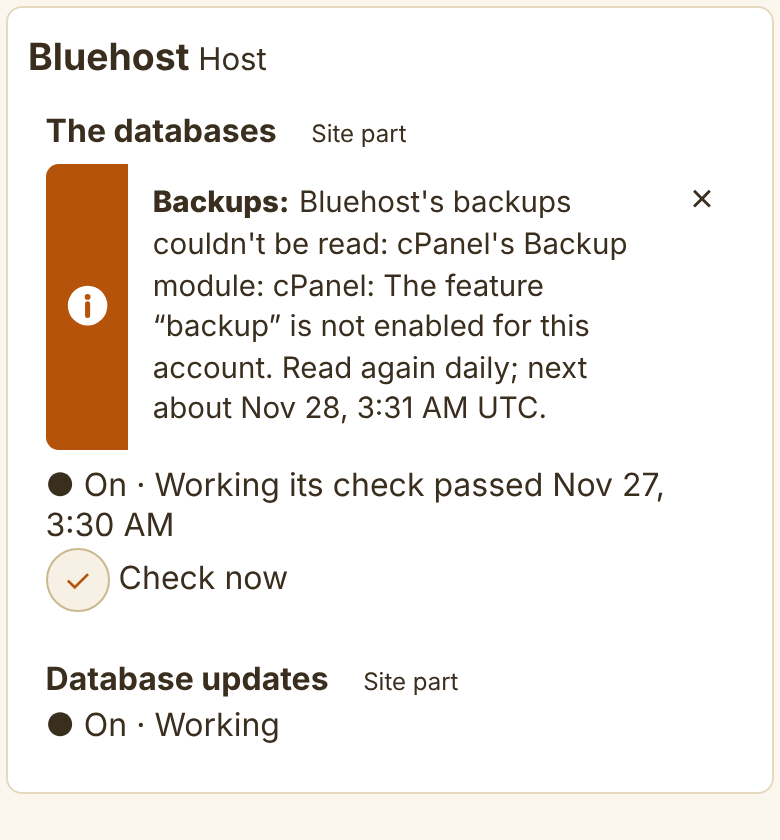 Bluehost Host
The databases Site part
Backups: Bluehost's backups
couldn't be read: cPanel's Backup
module: cPanel: The feature
“backup” is not enabled for this
account. Read again daily; next
about Nov 28, 3:31 AM UTC.
On · Working its check passed Nov 27,
3:30 AM
Check now
Database updates Site part
On · Working